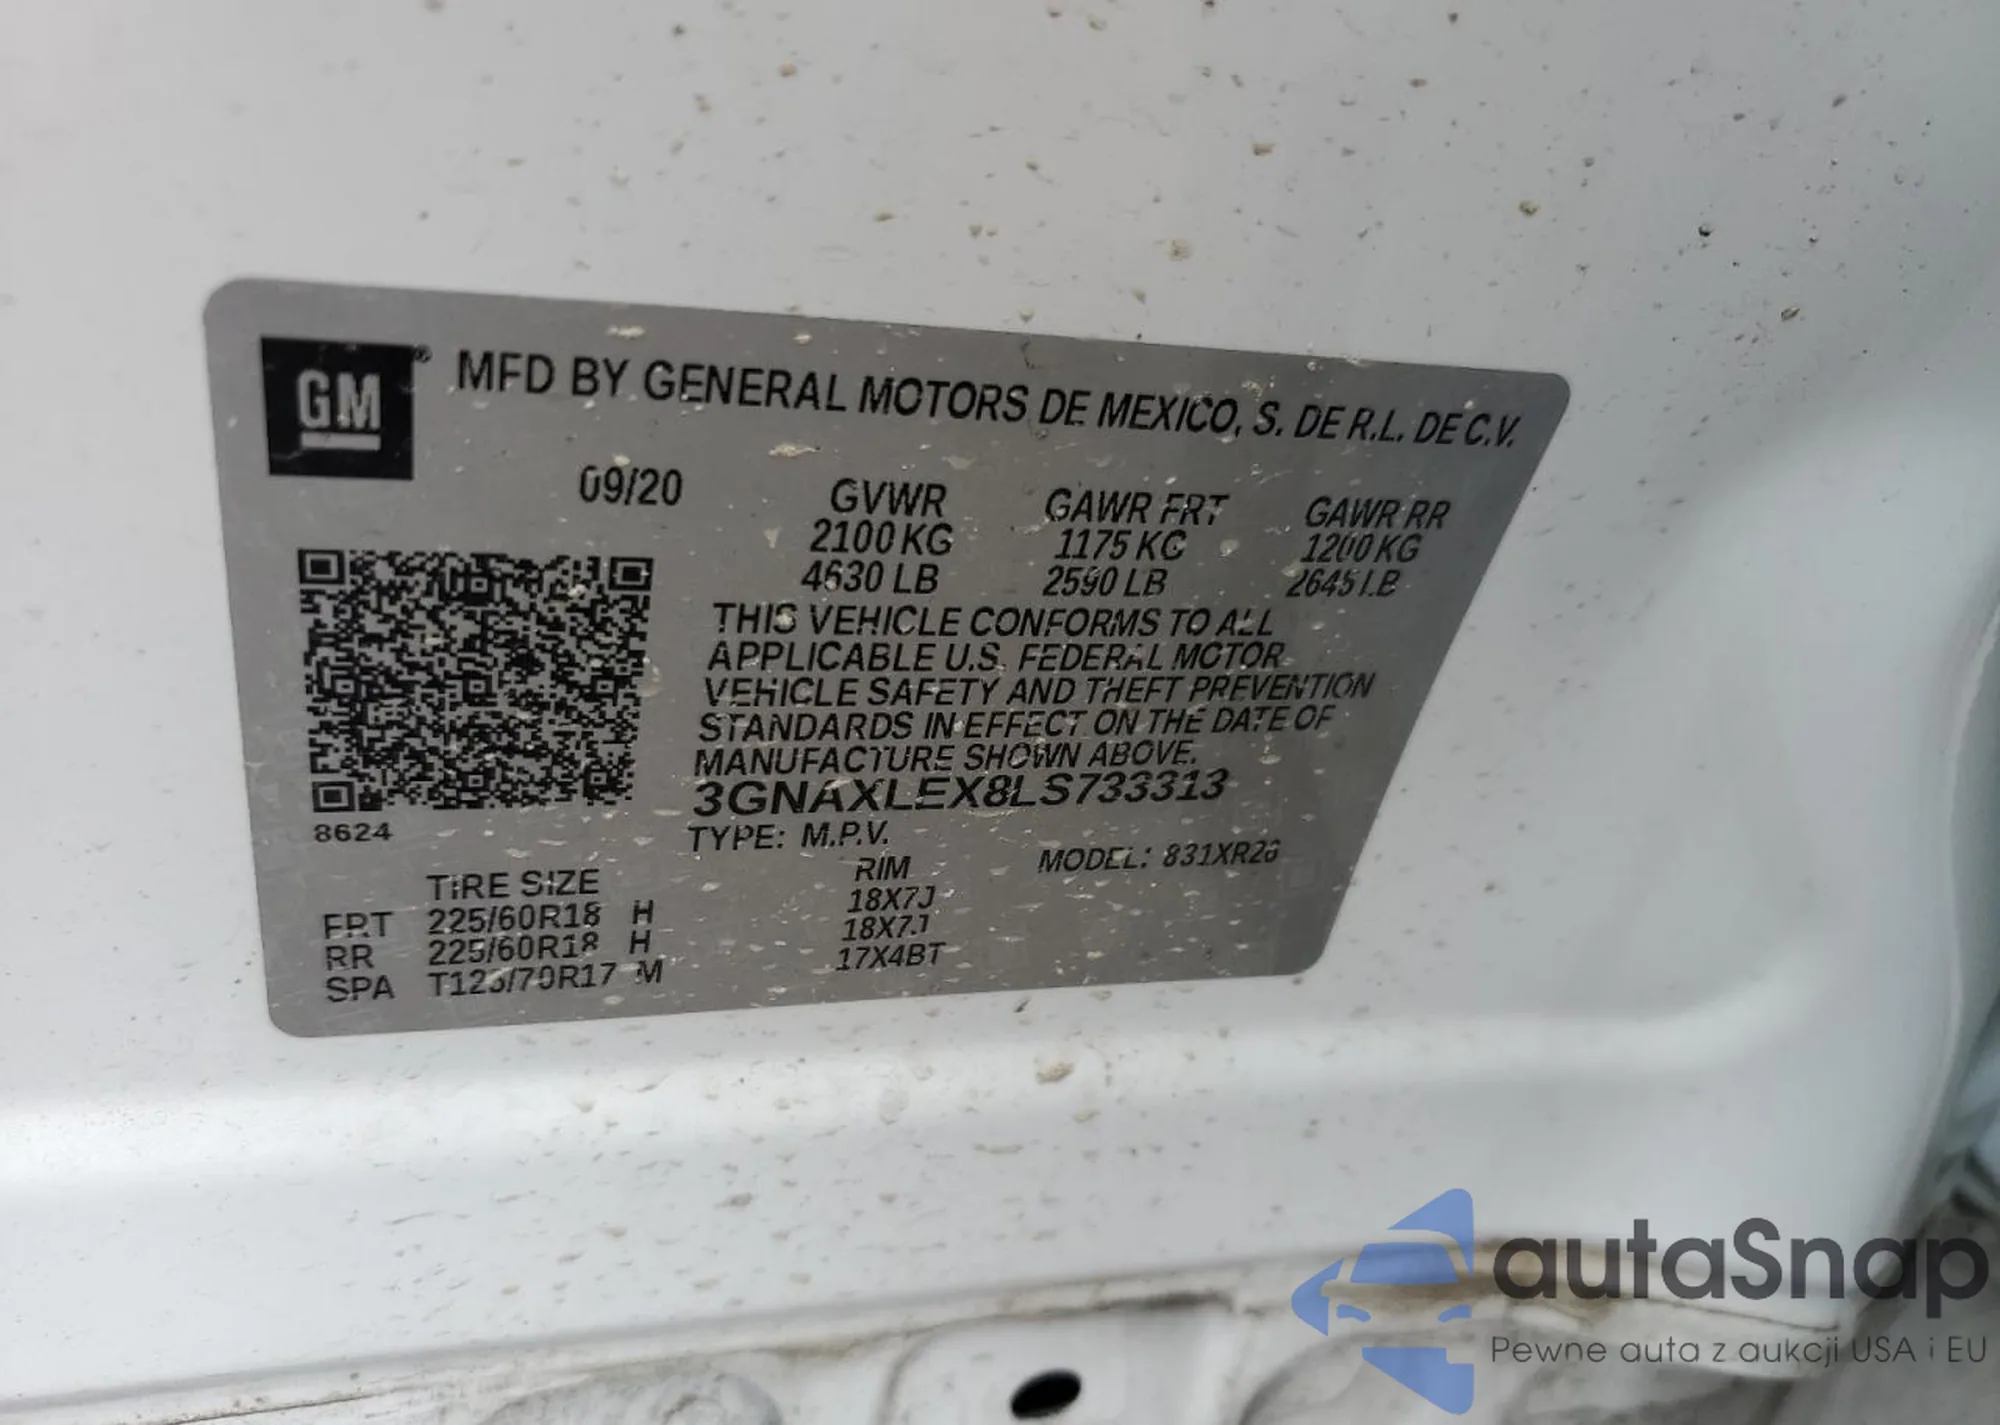 GM ® MFD BY GENERAL MOTORS DE MEXICO, S. DE R.L. DE C.V.
09/20 GVWR GAWR FRT GAWR RR
2100 KG 1175 KG 1200 KG
4630 LB 2590 LB 2645 LB
THIS VEHICLE CONFORMS TO ALL
APPLICABLE U.S. FEDERAL MOTOR
VEHICLE SAFETY AND THEFT PREVENTION
STANDARDS IN EFFECT ON THE DATE OF
MANUFACTURE SHOWN ABOVE.
3GNAXLEX8LS733313
8624 TYPE: M.P.V. MODEL:
TIRE SIZE RIM
FRT 225/60R18 H 18X7J
RR 225/60R18 H 18X7J
SPA M 17X4BT
autaSnap
Pewne auta z aukcji USA i EU